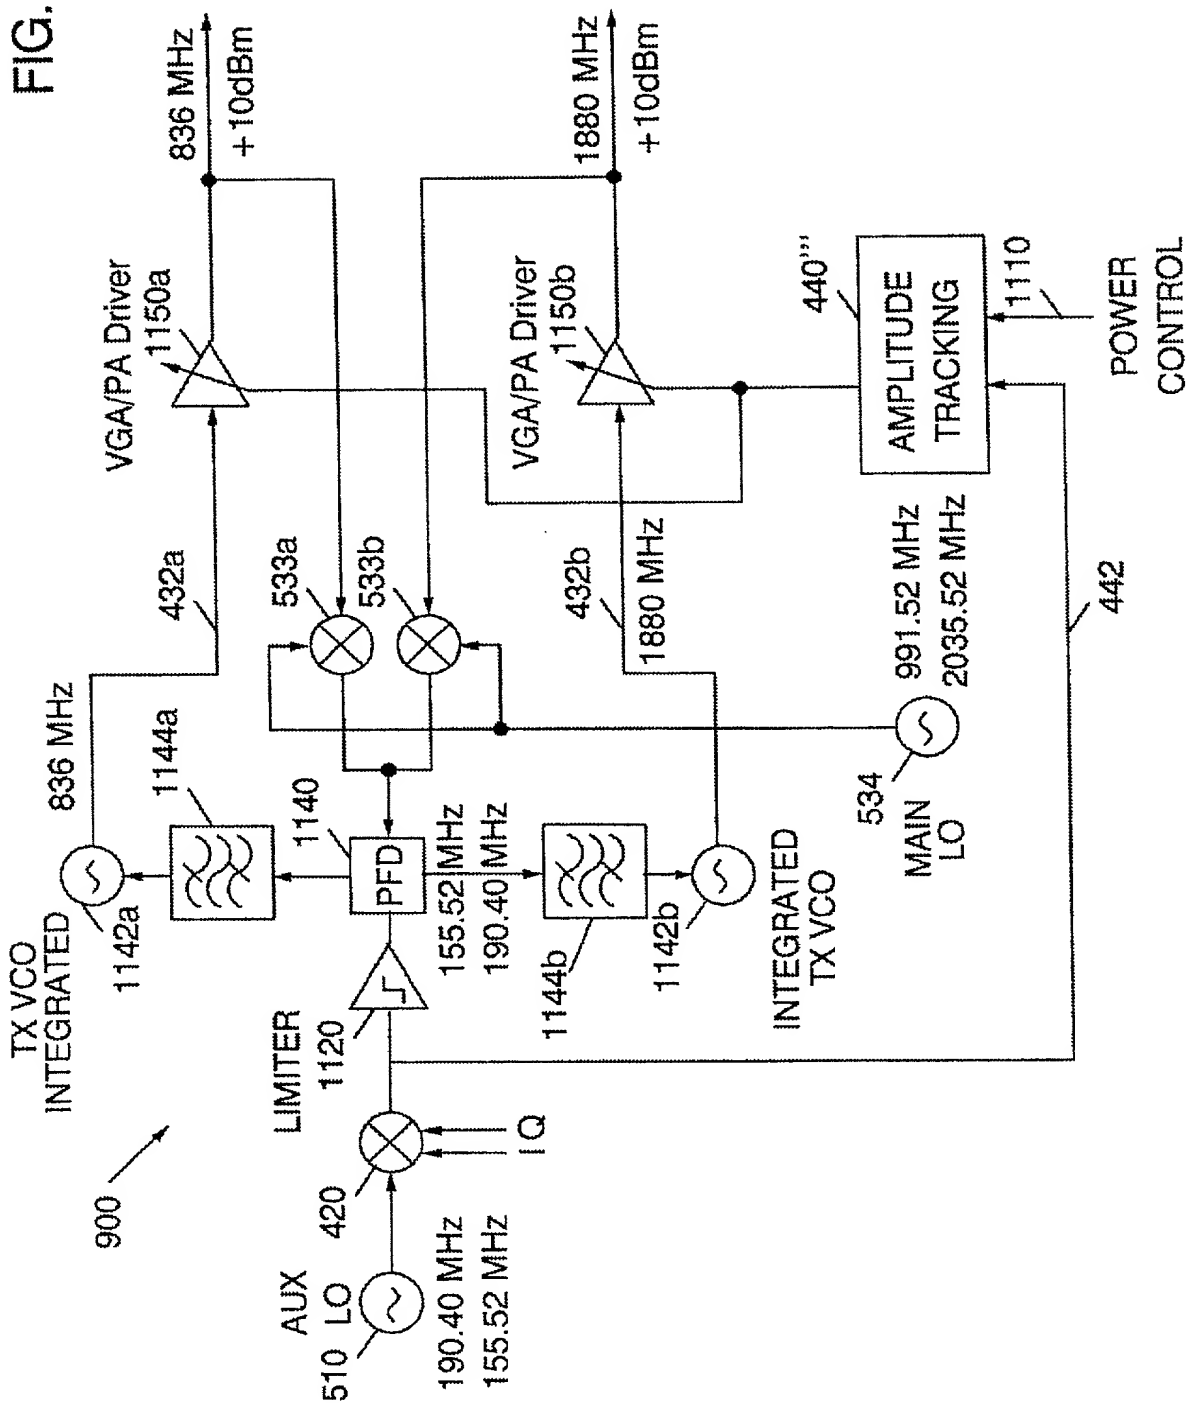 FIG.
900
AUX
LO
510
190.40 MHz
155.52 MHz
420
I Q
LIMITER
1120
TX VCO
INTEGRATED
1142a
1144a
836 MHz
PFD
1140
155.52 MHz
190.40 MHz
1144b
1142b
INTEGRATED
TX VCO
533a
533b
432a
432b
1880 MHz
534
MAIN
LO
991.52 MHz
2035.52 MHz
442
VGA/PA Driver
1150a
VGA/PA Driver
1150b
836 MHz
+10dBm
1880 MHz
+10dBm
440'''
AMPLITUDE
TRACKING
1110
POWER
CONTROL